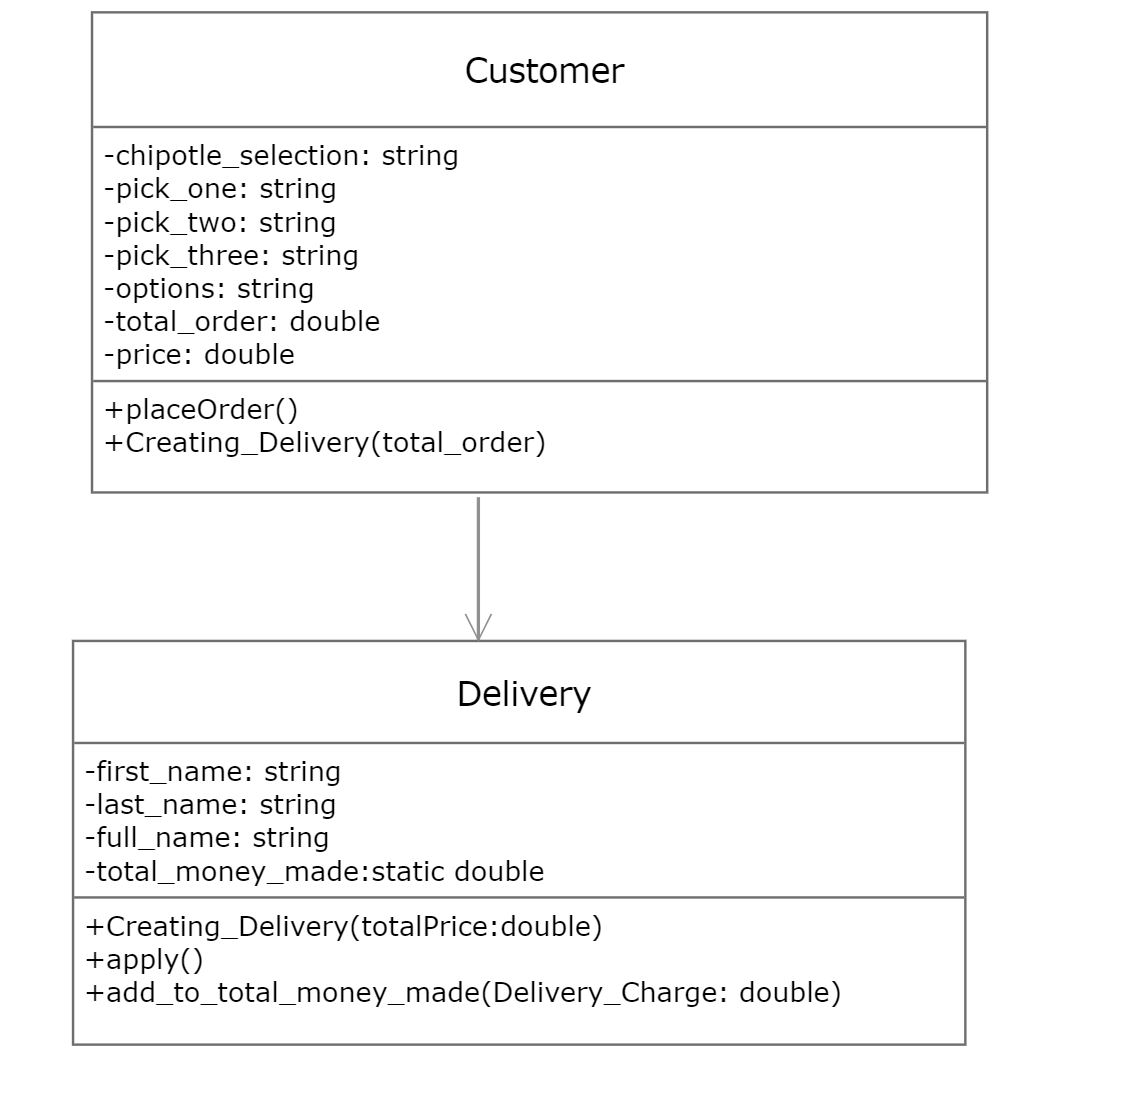 Customer
-chipotle_selection: string
-pick_one: string
-pick_two: string
-pick_three: string
-options: string
-total_order: double
-price: double
+placeOrder()
+Creating_Delivery(total_order)
Delivery
-first_name: string
-last_name: string
-full_name: string
-total_money_made:static double
+Creating_Delivery(totalPrice:double)
+apply()
+add_to_total_money_made(Delivery_Charge: double)